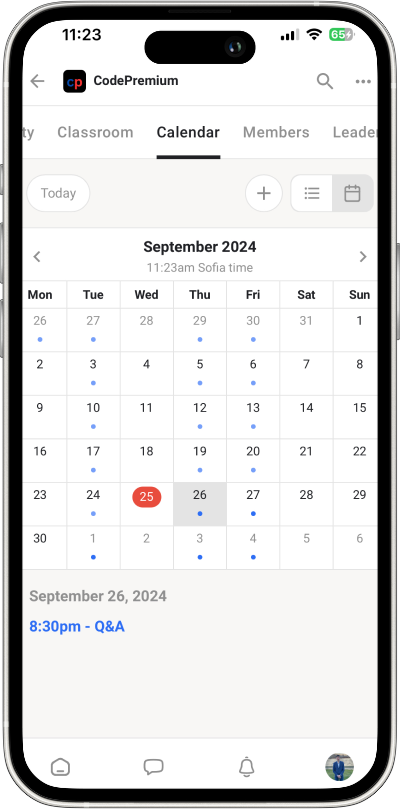 11:23
65
cp CodePremium
ty Classroom Calendar Members Leader
Today
September 2024
11:23am Sofia time
Mon Tue Wed Thu Fri Sat Sun
26 27 28 29 30 31 1
2 3 4 5 6 7 8
9 10 11 12 13 14 15
16 17 18 19 20 21 22
23 24 25 26 27 28 29
30 1 2 3 4 5 6
September 26, 2024
8:30pm - Q&A